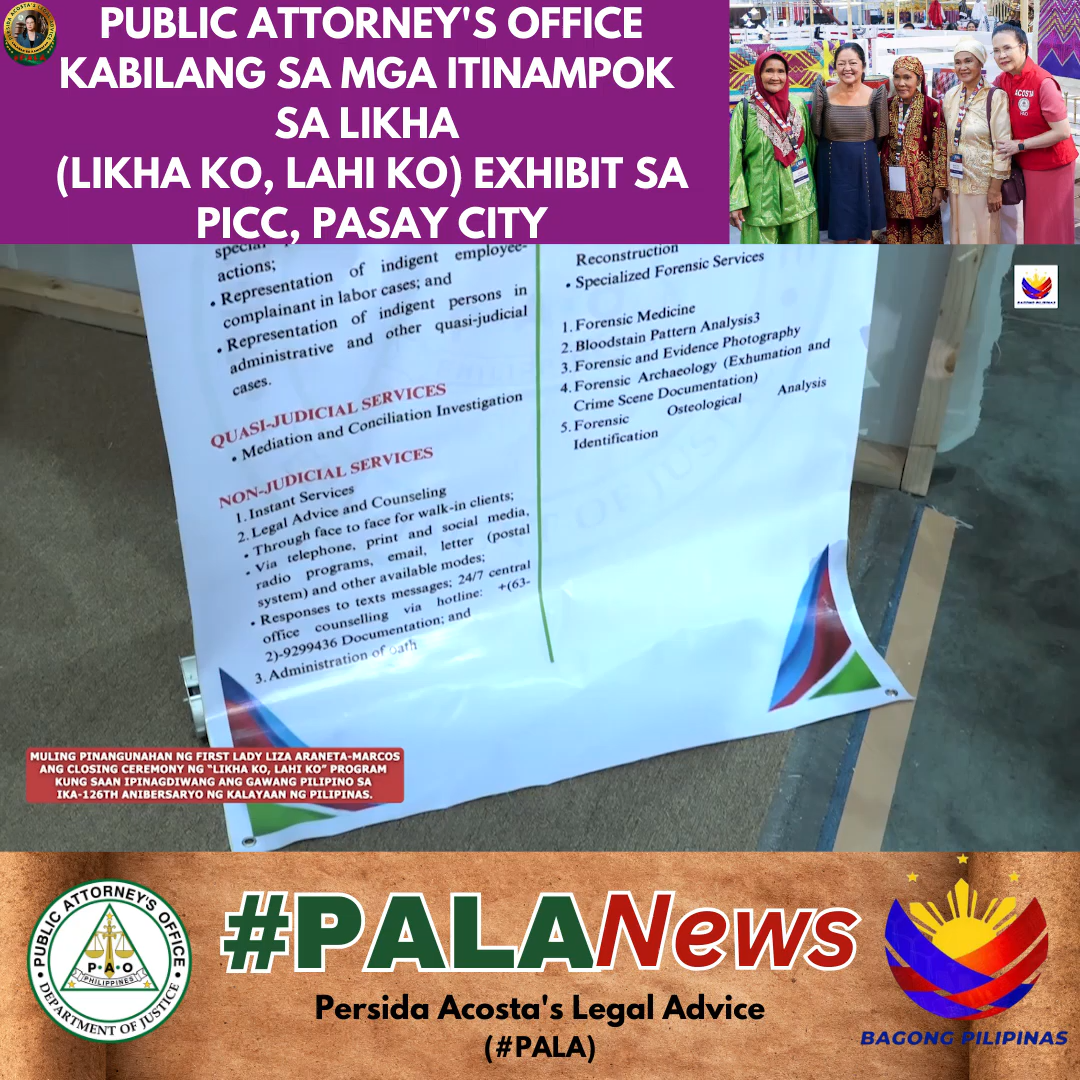 PUBLIC ATTORNEY'S OFFICE
KABILANG SA MGA ITINAMPOK
SA LIKHA
(LIKHA KO, LAHI KO) EXHIBIT SA
PICC, PASAY CITY
ACOSTA
PAO
BAGONG PILIPINAS
special
actions;
• Representation of indigent employee-
complainant in labor cases; and
• Representation of indigent persons in
administrative and other quasi-judicial
cases.
QUASI-JUDICIAL SERVICES
• Mediation and Conciliation Investigation
NON-JUDICIAL SERVICES
1. Instant Services
2. Legal Advice and Counseling
• Through face to face for walk-in clients;
• Via telephone, print and social media,
radio programs, email, letter (postal
system) and other available modes;
• Responses to texts messages; 24/7 central
office counselling via hotline: +(63-
2)-9299436 Documentation; and
3. Administration of oath
Reconstruction
• Specialized Forensic Services
1. Forensic Medicine
2. Bloodstain Pattern Analysis3
3. Forensic and Evidence Photography
4. Forensic Archaeology (Exhumation and
Crime Scene Documentation)
5. Forensic Osteological Analysis
Identification
MULING PINANGUNAHAN NG FIRST LADY LIZA ARANETA-MARCOS
ANG CLOSING CEREMONY NG "LIKHA KO, LAHI KO" PROGRAM
KUNG SAAN IPINAGDIWANG ANG GAWANG PILIPINO SA
IKA-126TH ANIBERSARYO NG KALAYAAN NG PILIPINAS.
PUBLIC ATTORNEY'S OFFICE
P·A·O
PHILIPPINES
DEPARTMENT OF JUSTICE
#PALANews
Persida Acosta's Legal Advice
(#PALA)
BAGONG PILIPINAS